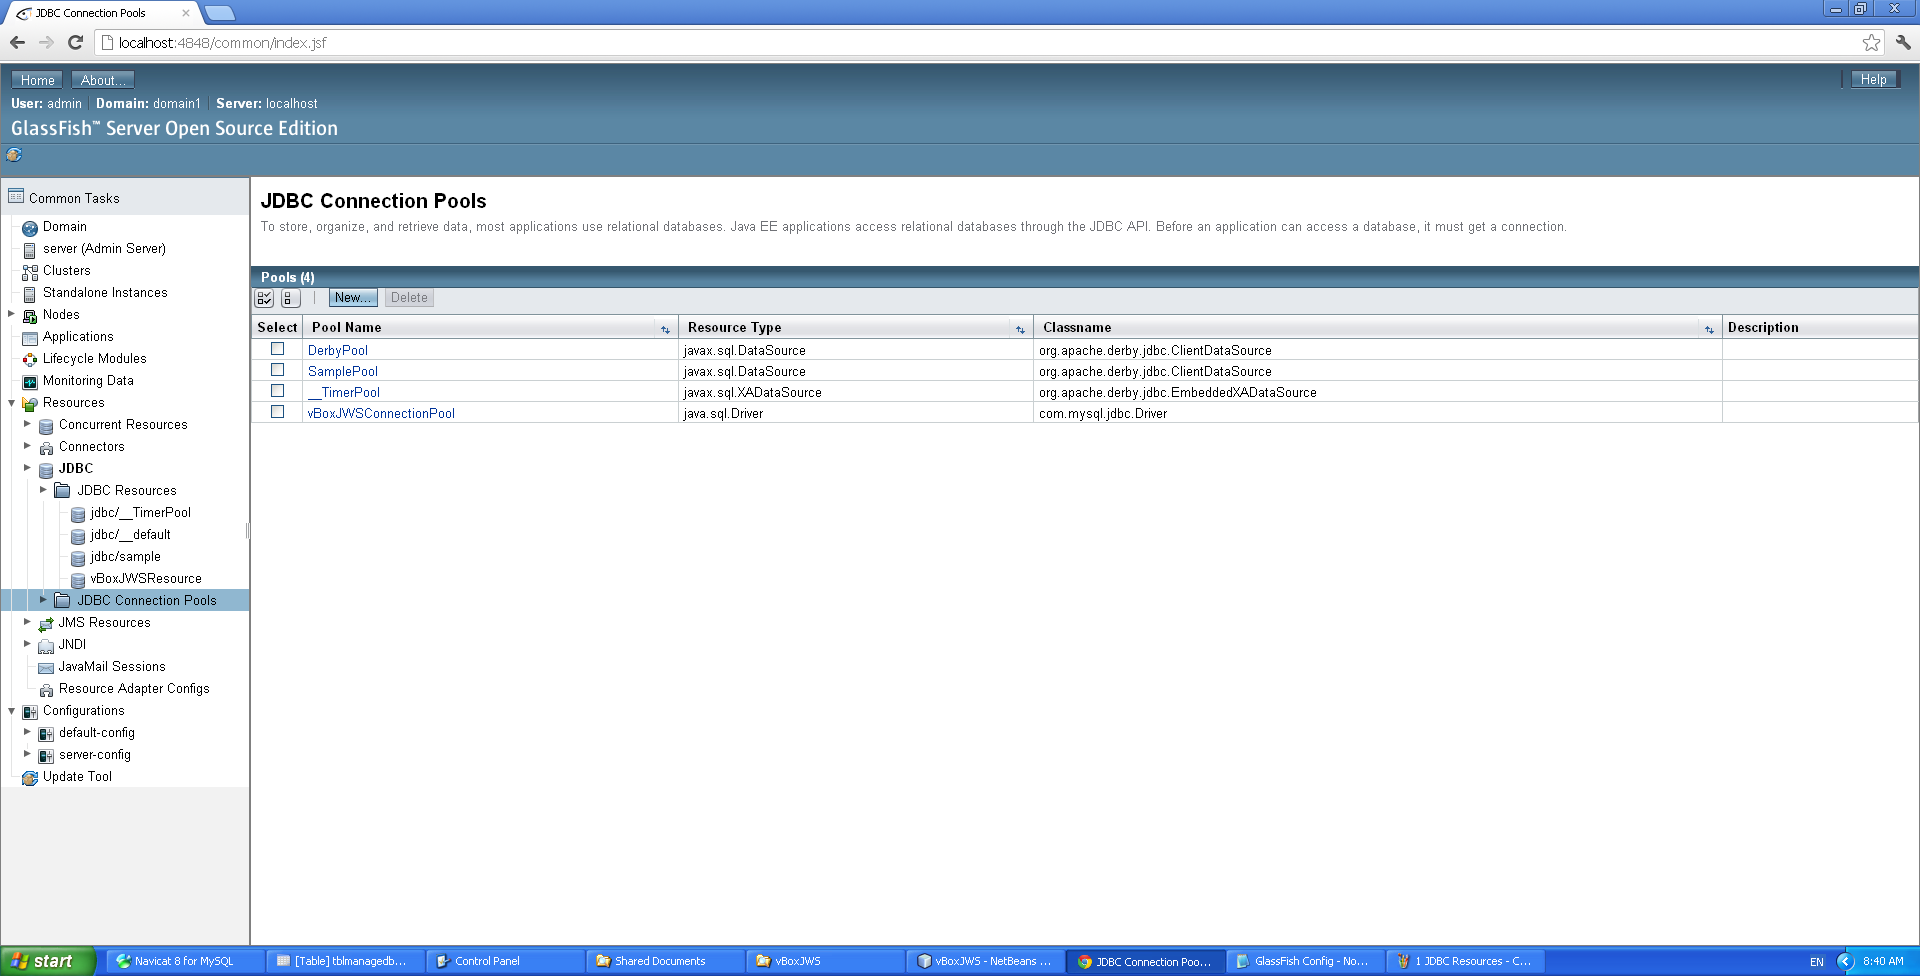 JDBC Connection Pools
localhost:4848/common/index.jsf
Home About... Help
User: admin Domain: domain1 Server: localhost
GlassFish™ Server Open Source Edition
Common Tasks
Domain
server (Admin Server)
Clusters
Standalone Instances
Nodes
Applications
Lifecycle Modules
Monitoring Data
Resources
Concurrent Resources
Connectors
JDBC
JDBC Resources
jdbc/__TimerPool
jdbc/__default
jdbc/sample
vBoxJWSResource
JDBC Connection Pools
JMS Resources
JNDI
JavaMail Sessions
Resource Adapter Configs
Configurations
default-config
server-config
Update Tool
JDBC Connection Pools
To store, organize, and retrieve data, most applications use relational databases. Java EE applications access relational databases through the JDBC API. Before an application can access a database, it must get a connection.
Pools (4)
New... Delete
Select Pool Name Resource Type Classname Description
DerbyPool javax.sql.DataSource org.apache.derby.jdbc.ClientDataSource
SamplePool javax.sql.DataSource org.apache.derby.jdbc.ClientDataSource
__TimerPool javax.sql.XADataSource org.apache.derby.jdbc.EmbeddedXADataSource
vBoxJWSConnectionPool java.sql.Driver com.mysql.jdbc.Driver
start Navicat 8 for MySQL [Table] tblmanagedb... Control Panel Shared Documents vBoxJWS vBoxJWS - NetBeans ... JDBC Connection Poo... GlassFish Config - No... 1 JDBC Resources - C... EN 8:40 AM